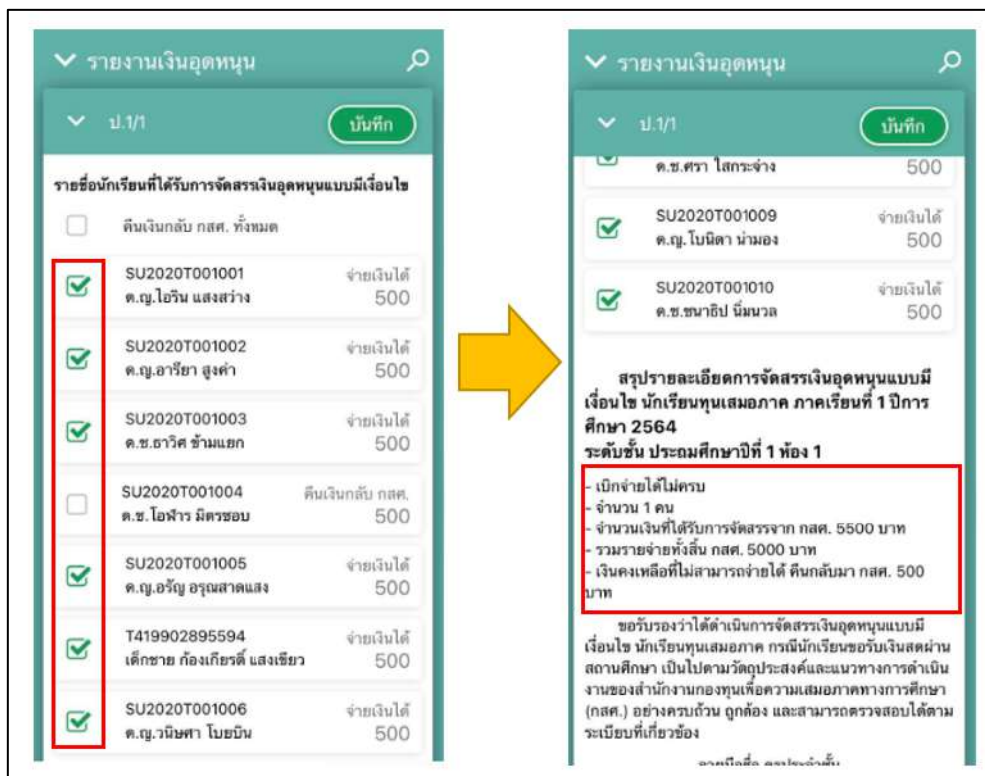 รายงานเงินอุดหนุน
ป.1/1
บันทึก
รายชื่อนักเรียนที่ได้รับการจัดสรรเงินอุดหนุนแบบมีเงื่อนไข
คืนเงินกลับ กสศ. ทั้งหมด
SU2020T001001 จ่ายเงินได้
ด.ญ.ไอริน แสงสว่าง 500
SU2020T001002 จ่ายเงินได้
ด.ญ.อารียา สูงค่า 500
SU2020T001003 จ่ายเงินได้
ด.ช.ธาวิศ ข้ามแยก 500
SU2020T001004 คืนเงินกลับ กสศ.
ด.ช.โอฬาร มิตรชอบ 500
SU2020T001005 จ่ายเงินได้
ด.ญ.อรัญ อรุณสาดแสง 500
T419902895594 จ่ายเงินได้
เด็กชาย ก้องเกียรติ์ แสงเขียว 500
SU2020T001006 จ่ายเงินได้
ด.ญ.วนิษศา โบยบิน 500
รายงานเงินอุดหนุน
ป.1/1
บันทึก
ด.ช.ศรา ใสกระจ่าง 500
SU2020T001009 จ่ายเงินได้
ด.ญ.โบนิตา น่ามอง 500
SU2020T001010 จ่ายเงินได้
ด.ช.ชนาธิป นิ่มนวล 500
สรุปรายละเอียดการจัดสรรเงินอุดหนุนแบบมี
เงื่อนไข นักเรียนทุนเสมอภาค ภาคเรียนที่ 1 ปีการ
ศึกษา 2564
ระดับชั้น ประถมศึกษาปีที่ 1 ห้อง 1
- เบิกจ่ายได้ไม่ครบ
- จำนวน 1 คน
- จำนวนเงินที่ได้รับการจัดสรรจาก กสศ. 5500 บาท
- รวมรายจ่ายทั้งสิ้น กสศ. 5000 บาท
- เงินคงเหลือที่ไม่สามารถจ่ายได้ คืนกลับมา กสศ. 500
บาท
ขอรับรองว่าได้ดำเนินการจัดสรรเงินอุดหนุนแบบมี
เงื่อนไข นักเรียนทุนเสมอภาค กรณีนักเรียนขอรับเงินสดผ่าน
สถานศึกษา เป็นไปตามวัตถุประสงค์และแนวทางการดำเนิน
งานของสำนักงานกองทุนเพื่อความเสมอภาคทางการศึกษา
(กสศ.) อย่างครบถ้วน ถูกต้อง และสามารถตรวจสอบได้ตาม
ระเบียบที่เกี่ยวข้อง
ลายมือชื่อ ครูประจำชั้น